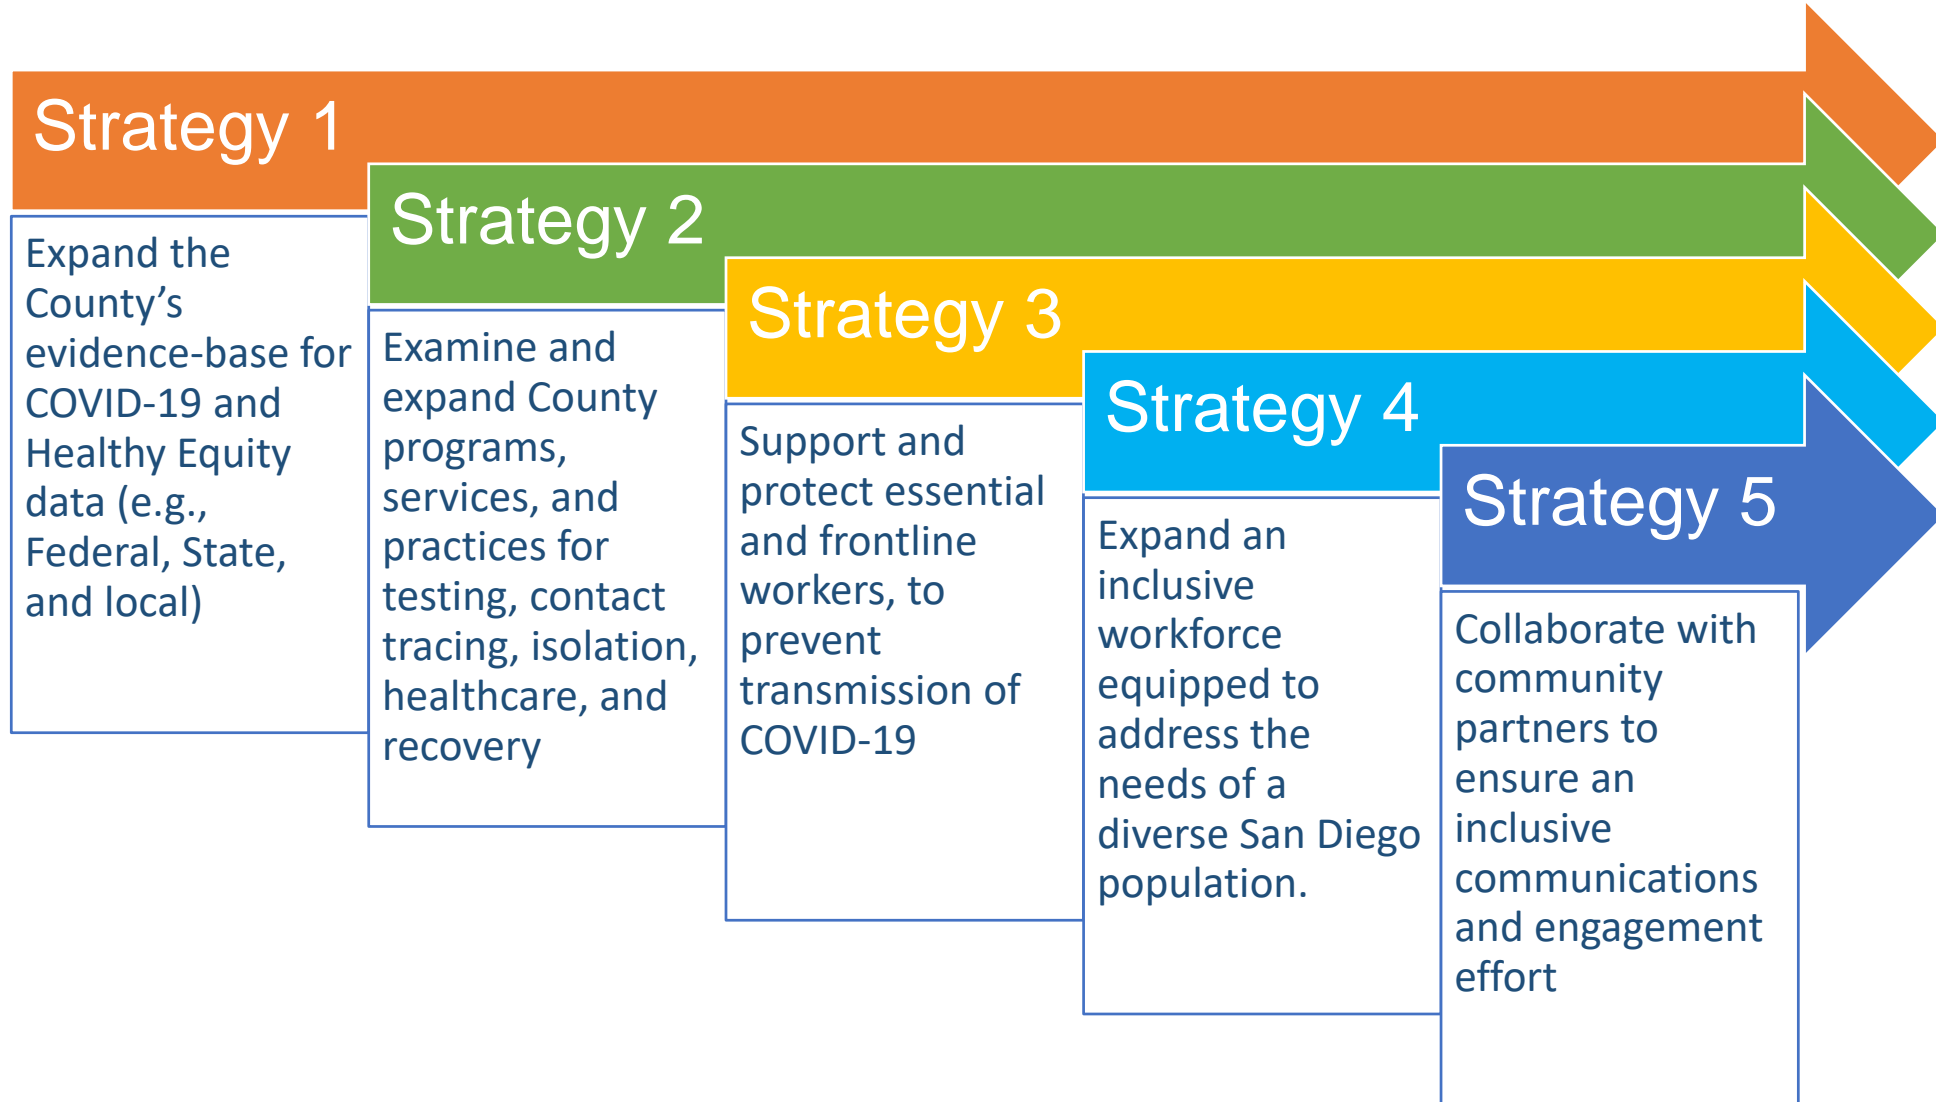 Strategy 1
Expand the
County’s
evidence-base for
COVID-19 and
Healthy Equity
data (e.g.,
Federal, State,
and local)
Strategy 2
Examine and
expand County
programs,
services, and
practices for
testing, contact
tracing, isolation,
healthcare, and
recovery
Strategy 3
Support and
protect essential
and frontline
workers, to
prevent
transmission of
COVID-19
Strategy 4
Expand an
inclusive
workforce
equipped to
address the
needs of a
diverse San Diego
population.
Strategy 5
Collaborate with
community
partners to
ensure an
inclusive
communications
and engagement
effort